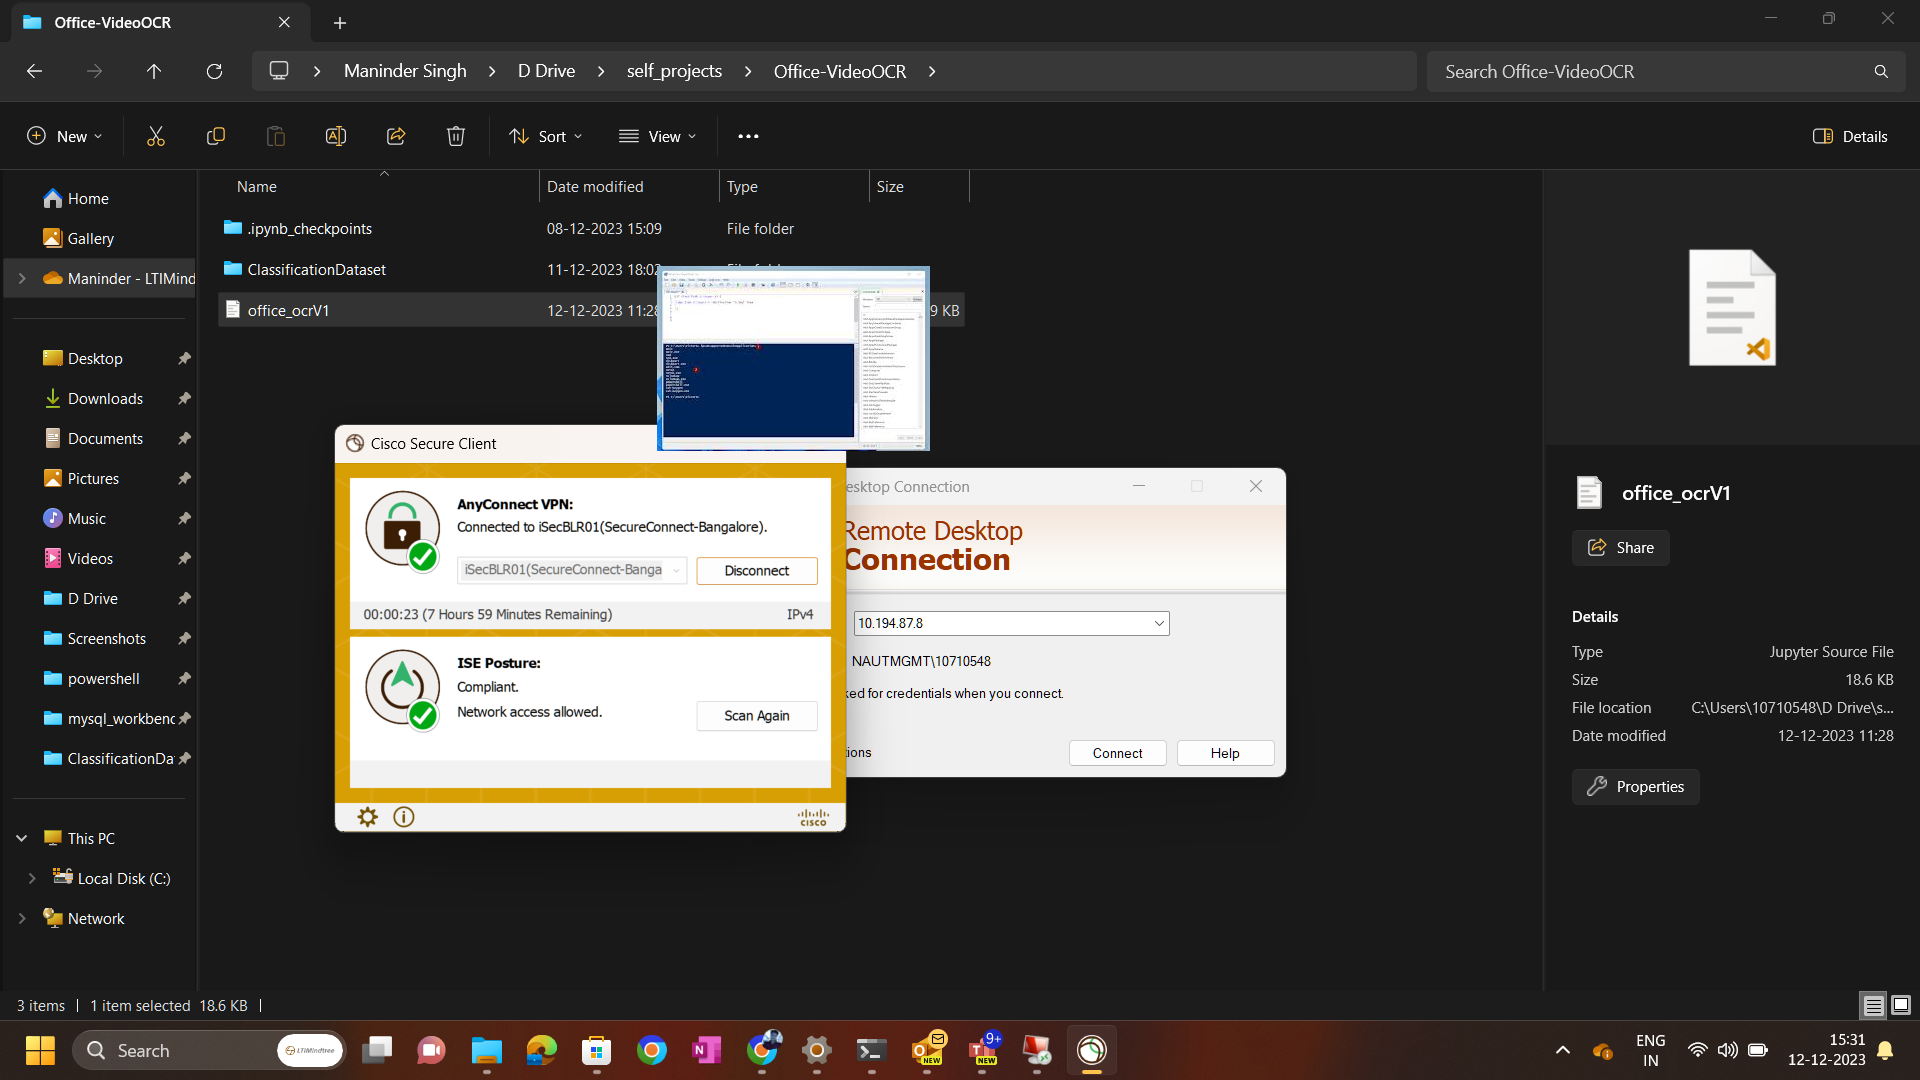 Office-VideoOCR
Maninder Singh
D Drive
self_projects
Office-VideoOCR
Search Office-VideoOCR
New
Sort
View
Details
Name
Date modified
Type
Size
Home
Gallery
Maninder - LTIMind
.ipynb_checkpoints
08-12-2023 15:09
File folder
ClassificationDataset
11-12-2023 18:02
office_ocrV1
12-12-2023 11:28
9 KB
Desktop
Downloads
Documents
Pictures
Music
Videos
D Drive
Screenshots
powershell
mysql_workbenc
ClassificationDa
This PC
Local Disk (C:)
Network
Cisco Secure Client
AnyConnect VPN:
Connected to iSecBLR01(SecureConnect-Bangalore).
iSecBLR01(SecureConnect-Banga
Disconnect
00:00:23 (7 Hours 59 Minutes Remaining)
IPv4
ISE Posture:
Compliant.
Network access allowed.
Scan Again
cisco
esktop Connection
Remote Desktop
Connection
10.194.87.8
NAUTMGMT\10710548
ked for credentials when you connect.
tions
Connect
Help
office_ocrV1
Share
Details
Type
Jupyter Source File
Size
18.6 KB
File location
C:\Users\10710548\D Drive\s...
Date modified
12-12-2023 11:28
Properties
3 items
1 item selected 18.6 KB
Search
LTIMindtree
NEW
9+
NEW
ENG
IN
15:31
12-12-2023